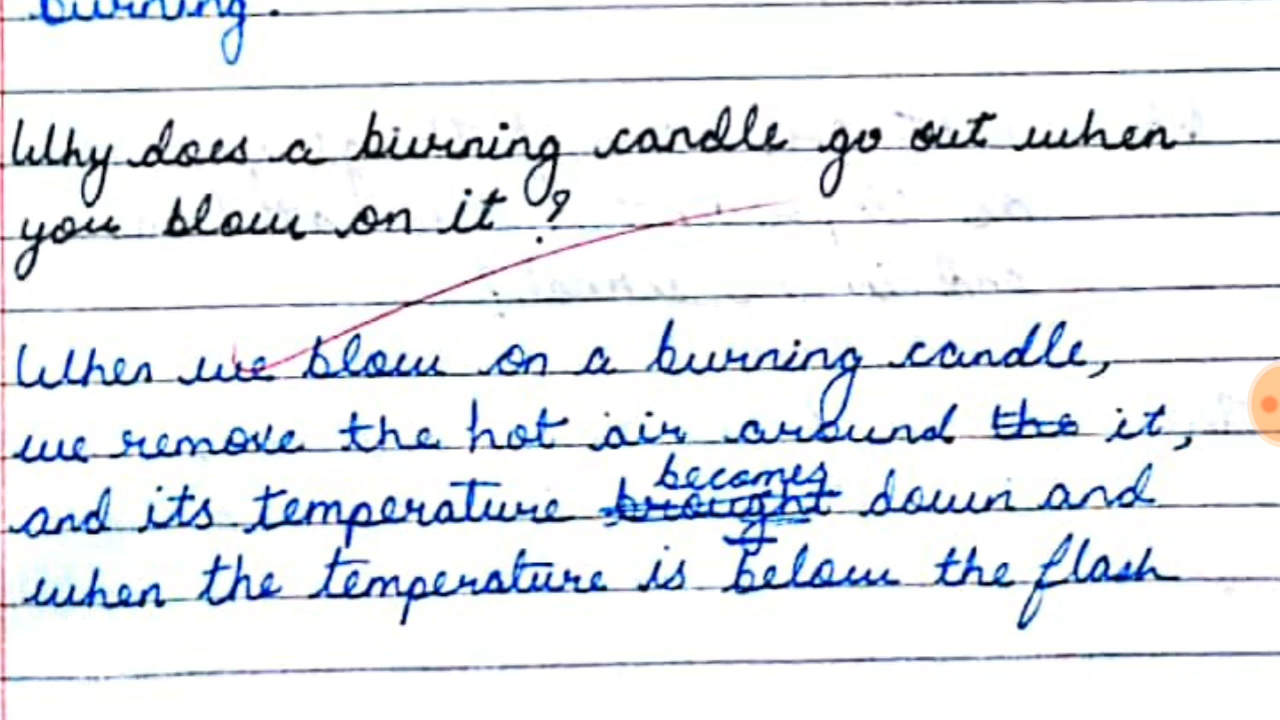 burning.
Why does a burning candle go out when
you blow on it ?
When we blow on a burning candle,
we remove the hot air around the it,
becomes
and its temperature brought down and
when the temperature is below the flash